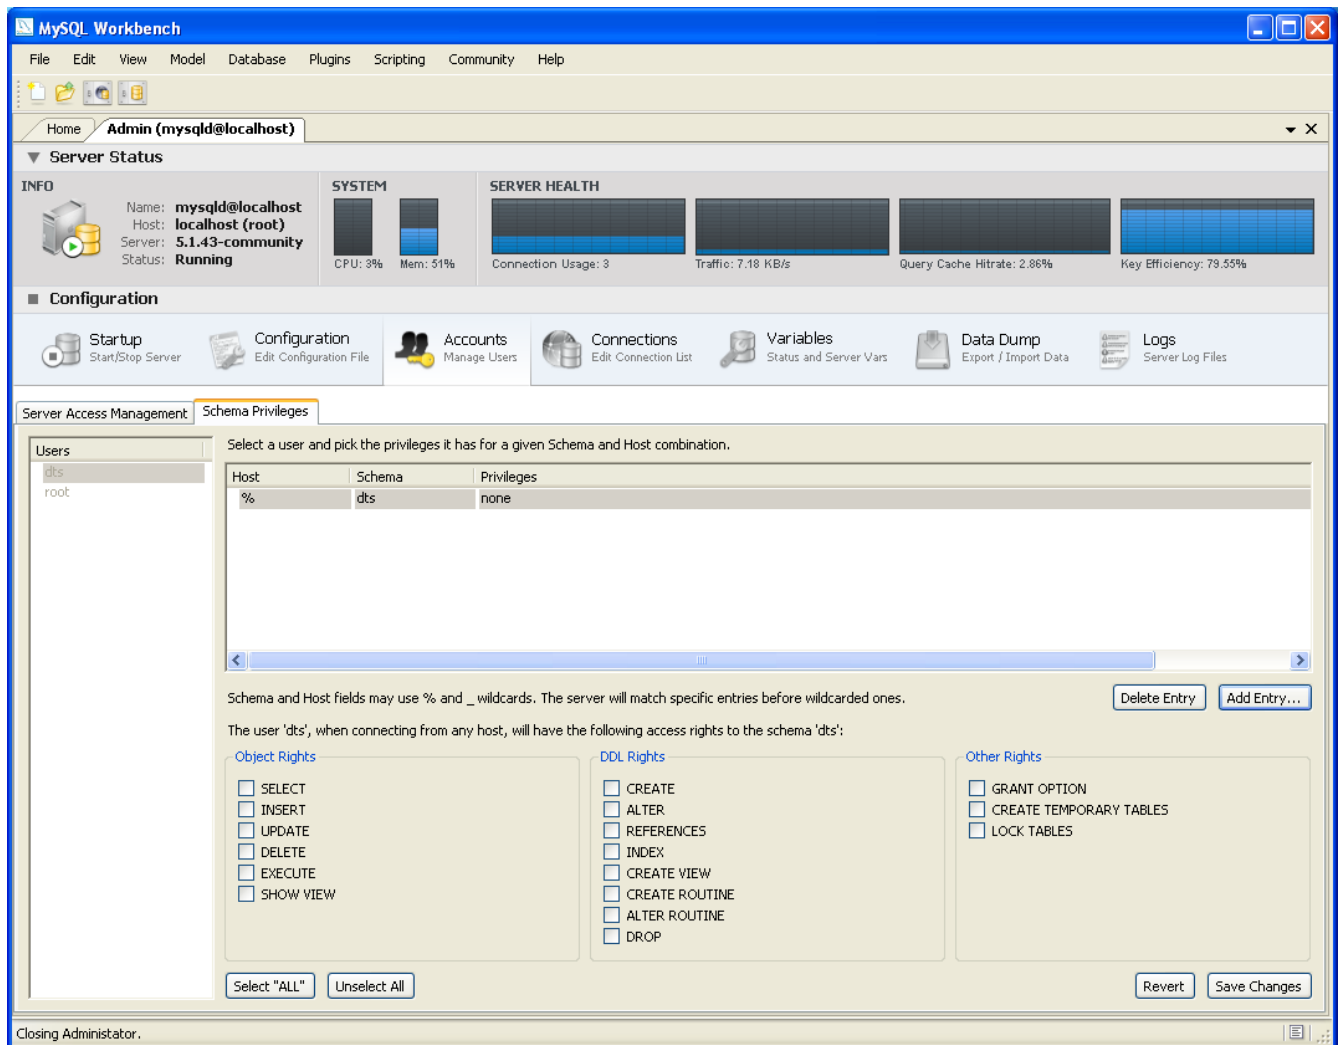 MySQL Workbench
File Edit View Model Database Plugins Scripting Community Help
Home Admin (mysqld@localhost)
Server Status
INFO SYSTEM SERVER HEALTH
Name: mysqld@localhost
Host: localhost (root)
Server: 5.1.43-community
Status: Running
CPU: 3% Mem: 51% Connection Usage: 3 Traffic: 7.18 KB/s Query Cache Hitrate: 2.86% Key Efficiency: 79.55%
Configuration
Startup Configuration Accounts Connections Variables Data Dump Logs
Start/Stop Server Edit Configuration File Manage Users Edit Connection List Status and Server Vars Export / Import Data Server Log Files
Server Access Management Schema Privileges
Users
dts
root
Select a user and pick the privileges it has for a given Schema and Host combination.
Host Schema Privileges
% dts none
Schema and Host fields may use % and _ wildcards. The server will match specific entries before wildcarded ones.
Delete Entry Add Entry...
The user 'dts', when connecting from any host, will have the following access rights to the schema 'dts':
Object Rights DDL Rights Other Rights
SELECT CREATE GRANT OPTION
INSERT ALTER CREATE TEMPORARY TABLES
UPDATE REFERENCES LOCK TABLES
DELETE INDEX
EXECUTE CREATE VIEW
SHOW VIEW CREATE ROUTINE
ALTER ROUTINE
DROP
Select "ALL" Unselect All Revert Save Changes
Closing Administator.